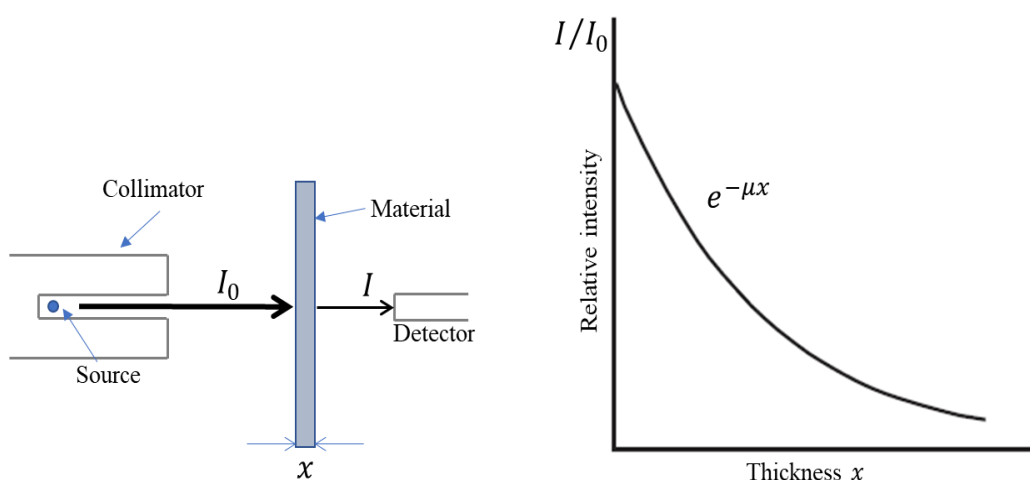 Collimator
Material
I₀
I
Detector
Source
x
I/I₀
Relative intensity
e^{-μx}
Thickness x